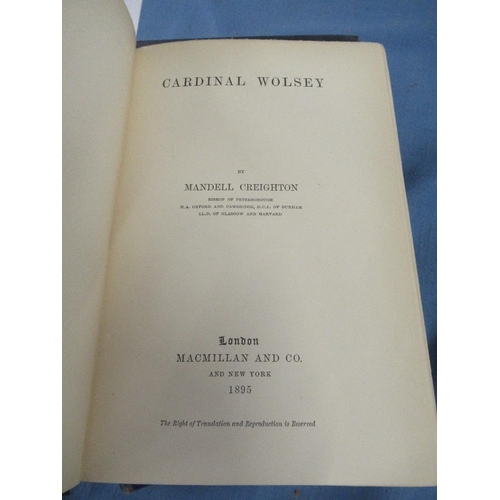 CARDINAL WOLSEY
BY
MANDELL CREIGHTON
BISHOP OF PETERBOROUGH
M.A. OXFORD AND CAMBRIDGE, D.C.L. OF DURHAM
LL.D. OF GLASGOW AND HARVARD
London
MACMILLAN AND CO.
AND NEW YORK
1895
The Right of Translation and Reproduction is Reserved